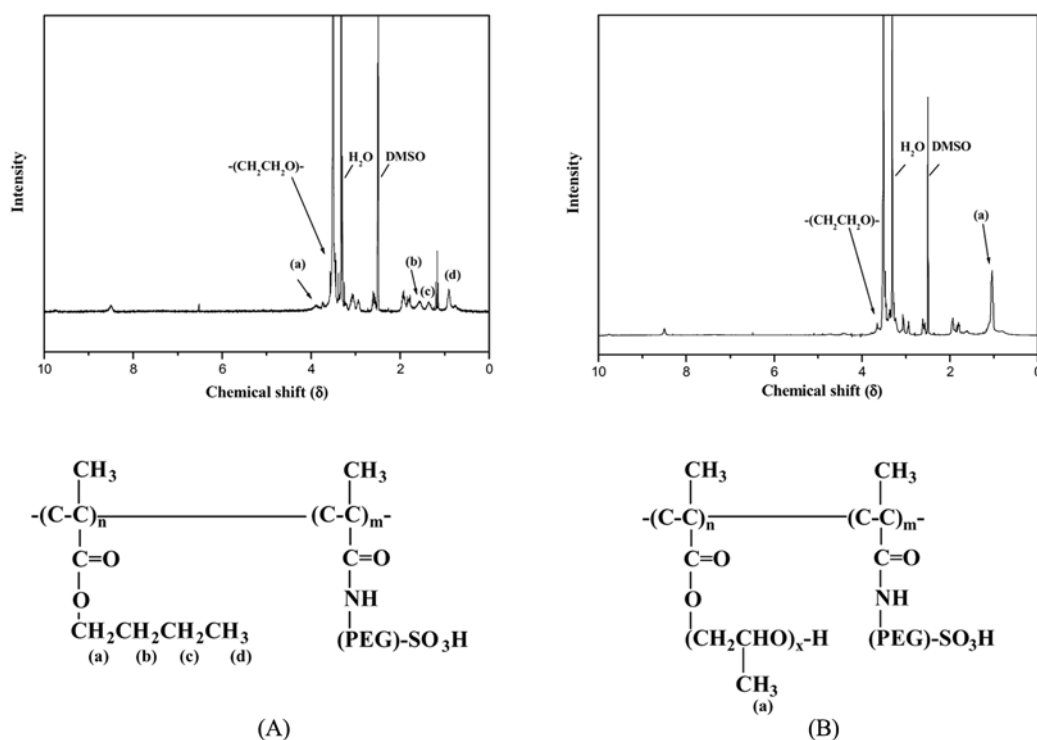 -(CH₂CH₂O)-
H₂O
DMSO
(a)
(b)
(c)
(d)
Intensity
10 8 6 4 2 0
Chemical shift (δ)
CH₃ CH₃
-(C-C)ₙ (C-C)ₘ-
C=O C=O
O NH
CH₂CH₂CH₂CH₃ (PEG)-SO₃H
(a) (b) (c) (d)
(A)
-(CH₂CH₂O)-
H₂O
DMSO
(a)
Intensity
10 8 6 4 2 0
Chemical shift (δ)
CH₃ CH₃
-(C-C)ₙ (C-C)ₘ-
C=O C=O
O NH
(CH₂CHO)ₓ-H (PEG)-SO₃H
CH₃
(a)
(B)